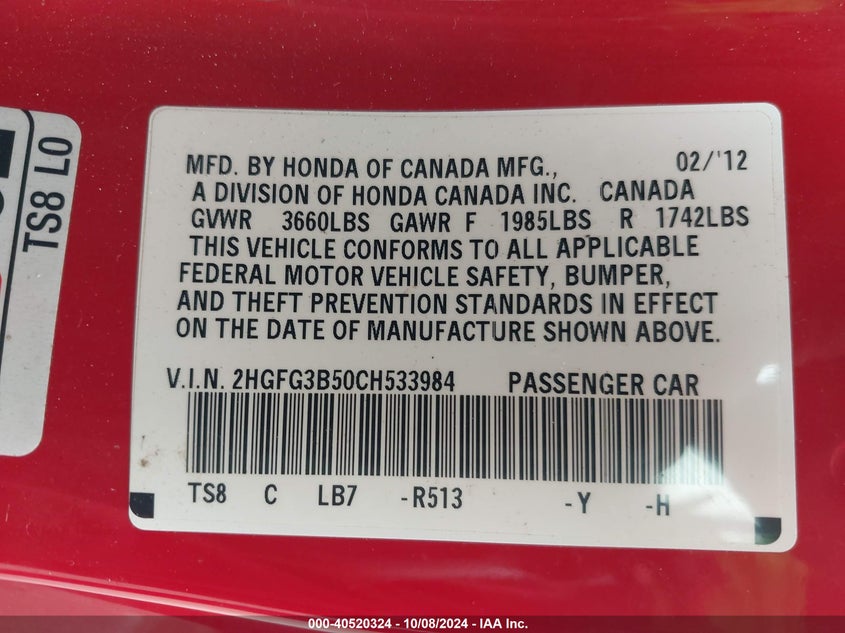 TS8 LO
MFD. BY HONDA OF CANADA MFG., 02/'12
A DIVISION OF HONDA CANADA INC. CANADA
GVWR 3660LBS GAWR F 1985LBS R 1742LBS
THIS VEHICLE CONFORMS TO ALL APPLICABLE
FEDERAL MOTOR VEHICLE SAFETY, BUMPER,
AND THEFT PREVENTION STANDARDS IN EFFECT
ON THE DATE OF MANUFACTURE SHOWN ABOVE.
V.I.N. 2HGFG3B50CH533984 PASSENGER CAR
TS8 C LB7 -R513 -Y -H
000-40520324 - 10/08/2024 - IAA Inc.